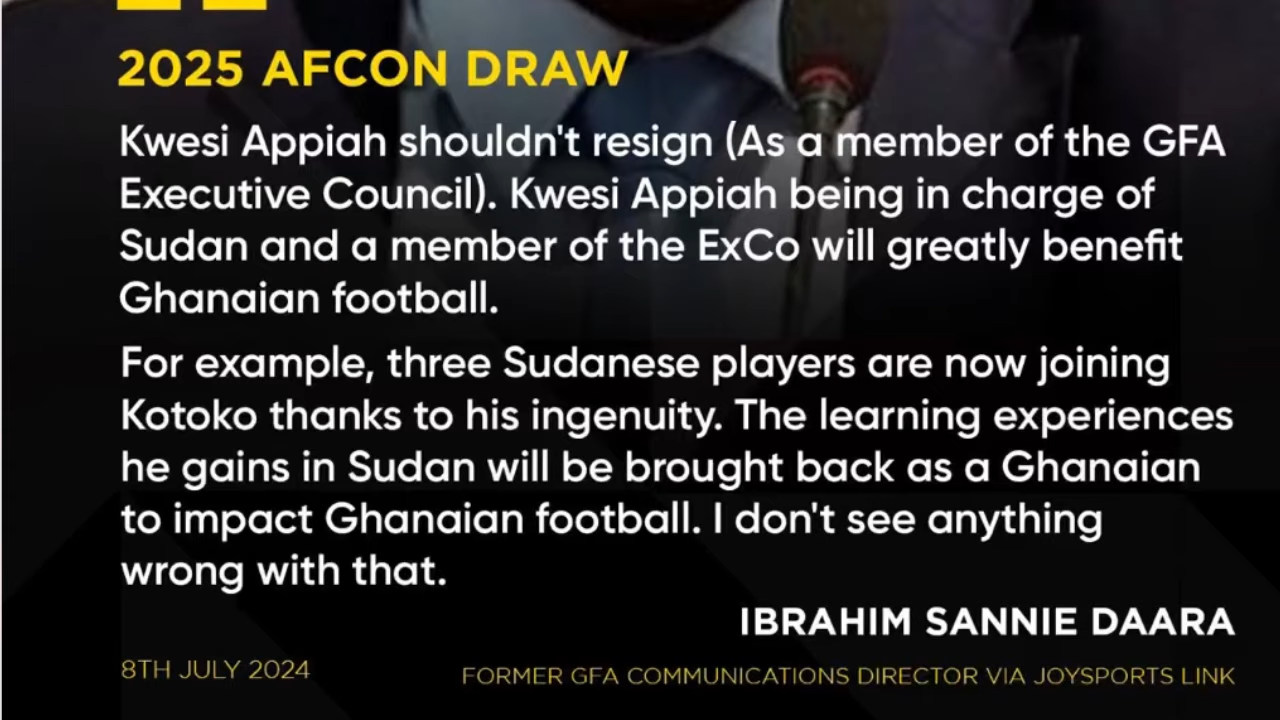 2025 AFCON DRAW
Kwesi Appiah shouldn't resign (As a member of the GFA
Executive Council). Kwesi Appiah being in charge of
Sudan and a member of the ExCo will greatly benefit
Ghanaian football.
For example, three Sudanese players are now joining
Kotoko thanks to his ingenuity. The learning experiences
he gains in Sudan will be brought back as a Ghanaian
to impact Ghanaian football. I don't see anything
wrong with that.
IBRAHIM SANNIE DAARA
8TH JULY 2024
FORMER GFA COMMUNICATIONS DIRECTOR VIA JOYSPORTS LINK